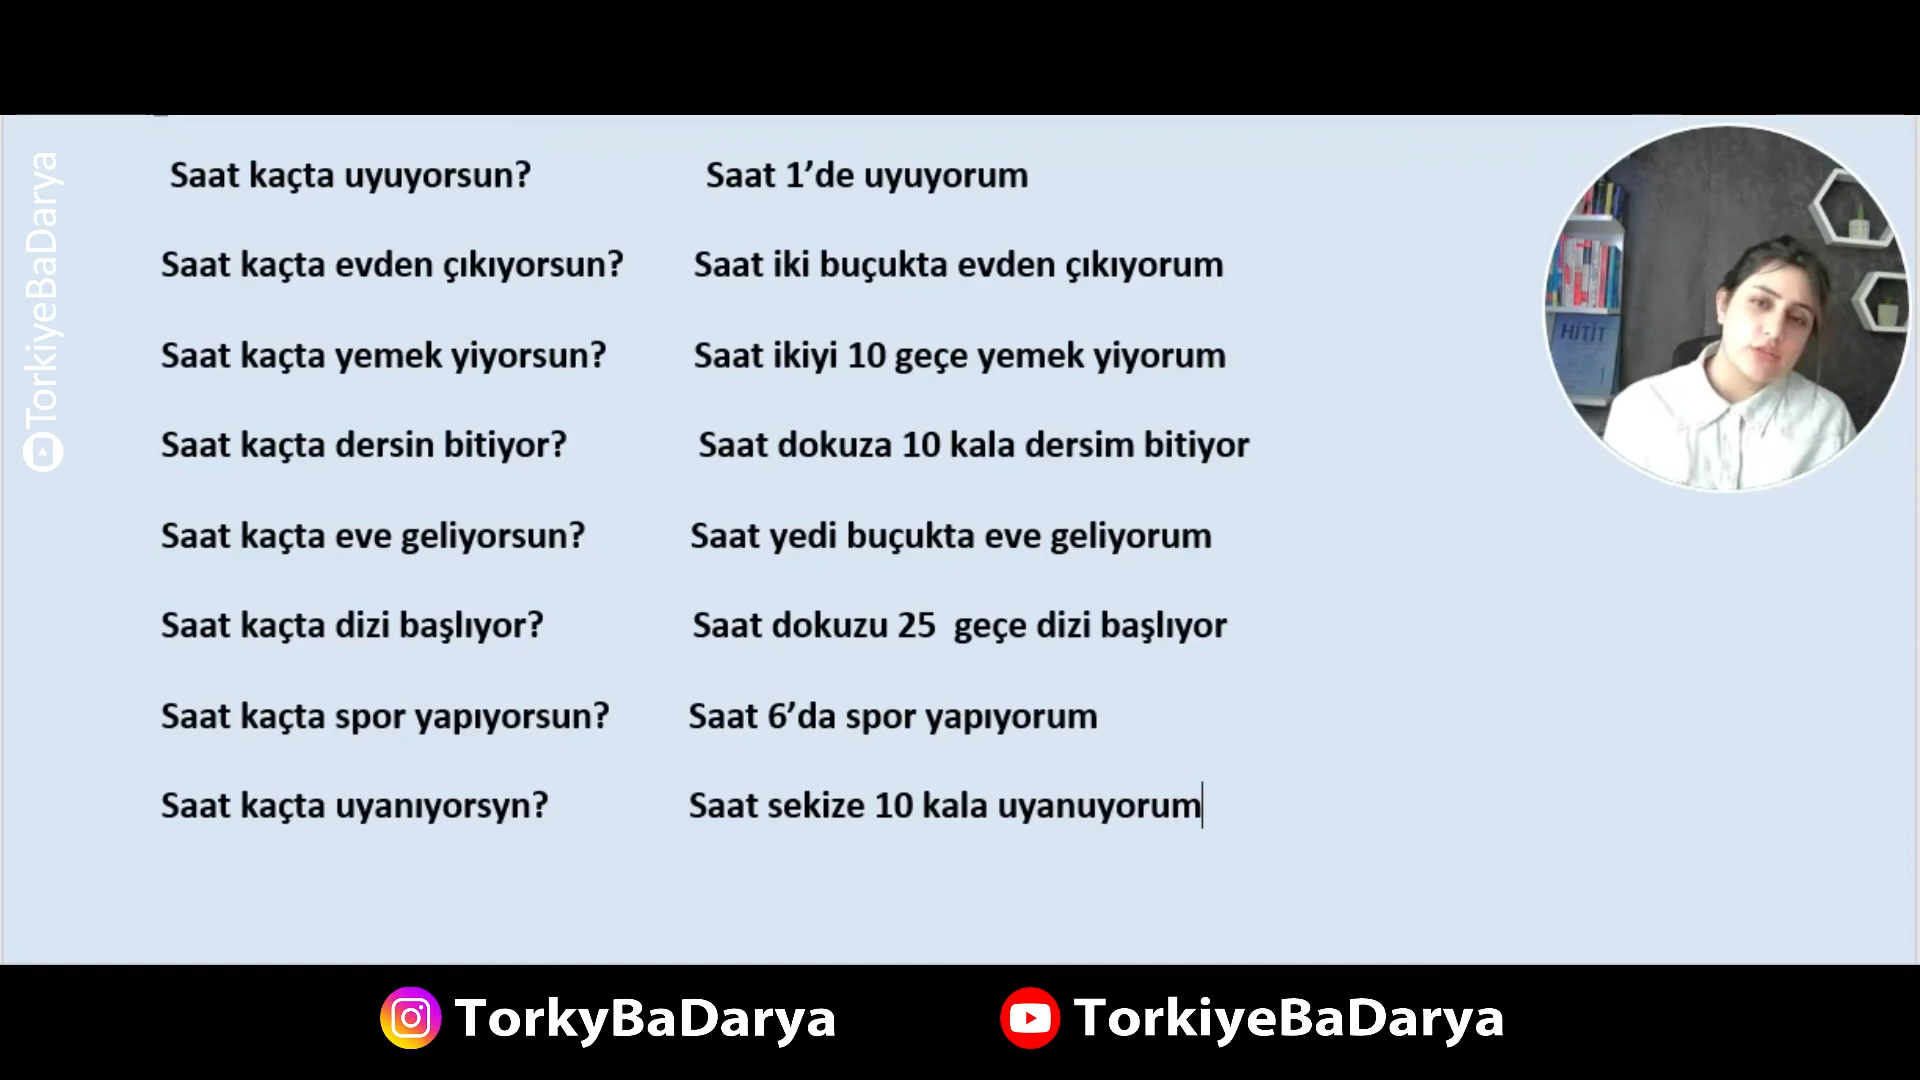 TorkiyeBaDarya
Saat kaçta uyuyorsun? Saat 1’de uyuyorum
Saat kaçta evden çıkıyorsun? Saat iki buçukta evden çıkıyorum
Saat kaçta yemek yiyorsun? Saat ikiyi 10 geçe yemek yiyorum
Saat kaçta dersin bitiyor? Saat dokuza 10 kala dersim bitiyor
Saat kaçta eve geliyorsun? Saat yedi buçukta eve geliyorum
Saat kaçta dizi başlıyor? Saat dokuzu 25 geçe dizi başlıyor
Saat kaçta spor yapıyorsun? Saat 6’da spor yapıyorum
Saat kaçta uyanıyorsyn? Saat sekize 10 kala uyanuyorum
HİTİT
1
TorkyBaDarya TorkiyeBaDarya